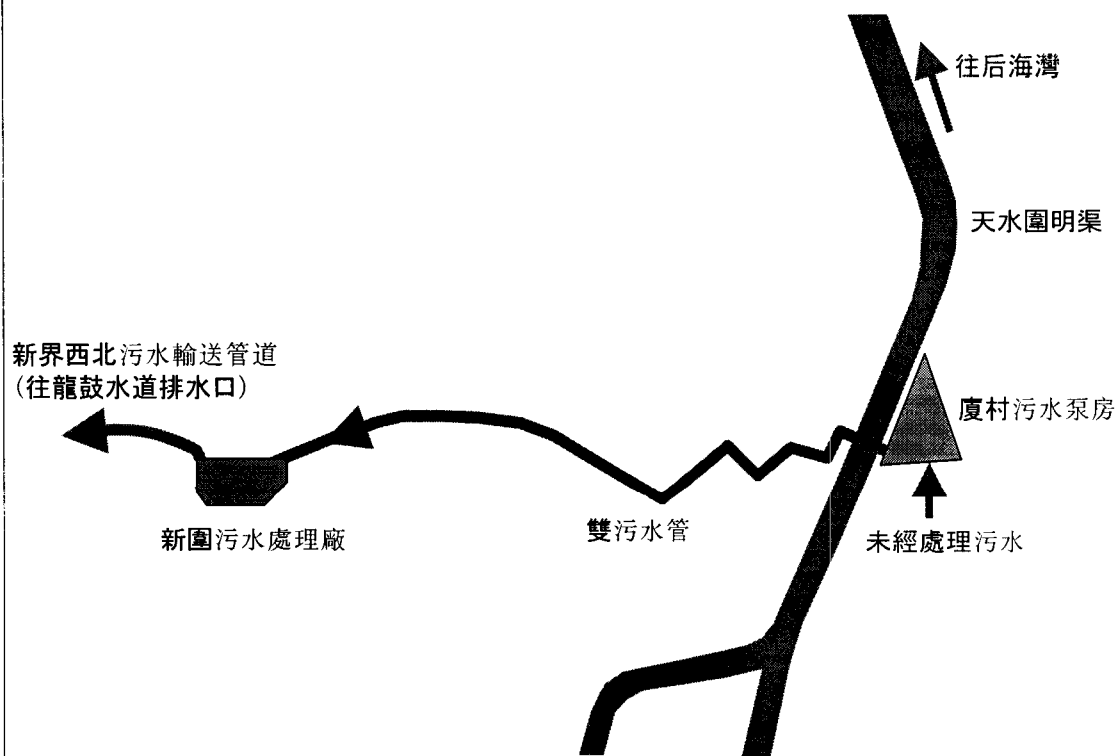 往后海灣
天水圍明渠
新界西北污水輸送管道
(往龍鼓水道排水口)
廈村污水泵房
新圍污水處理廠
雙污水管
未經處理污水